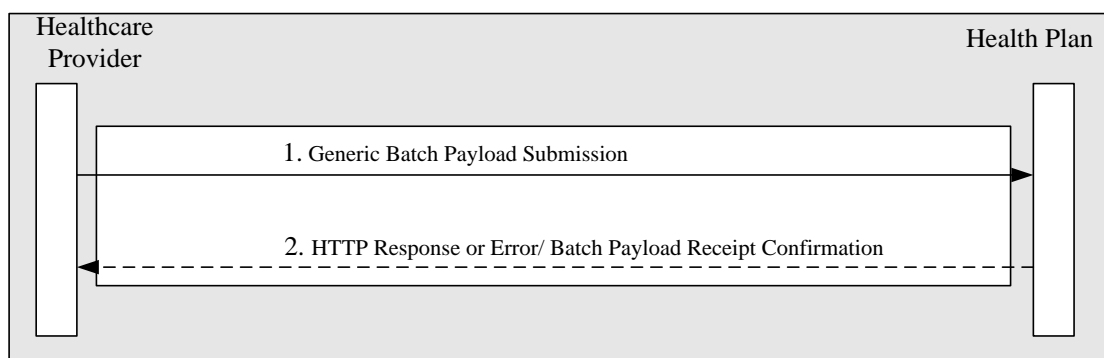 Healthcare
Provider
Health Plan
1. Generic Batch Payload Submission
2. HTTP Response or Error/ Batch Payload Receipt Confirmation